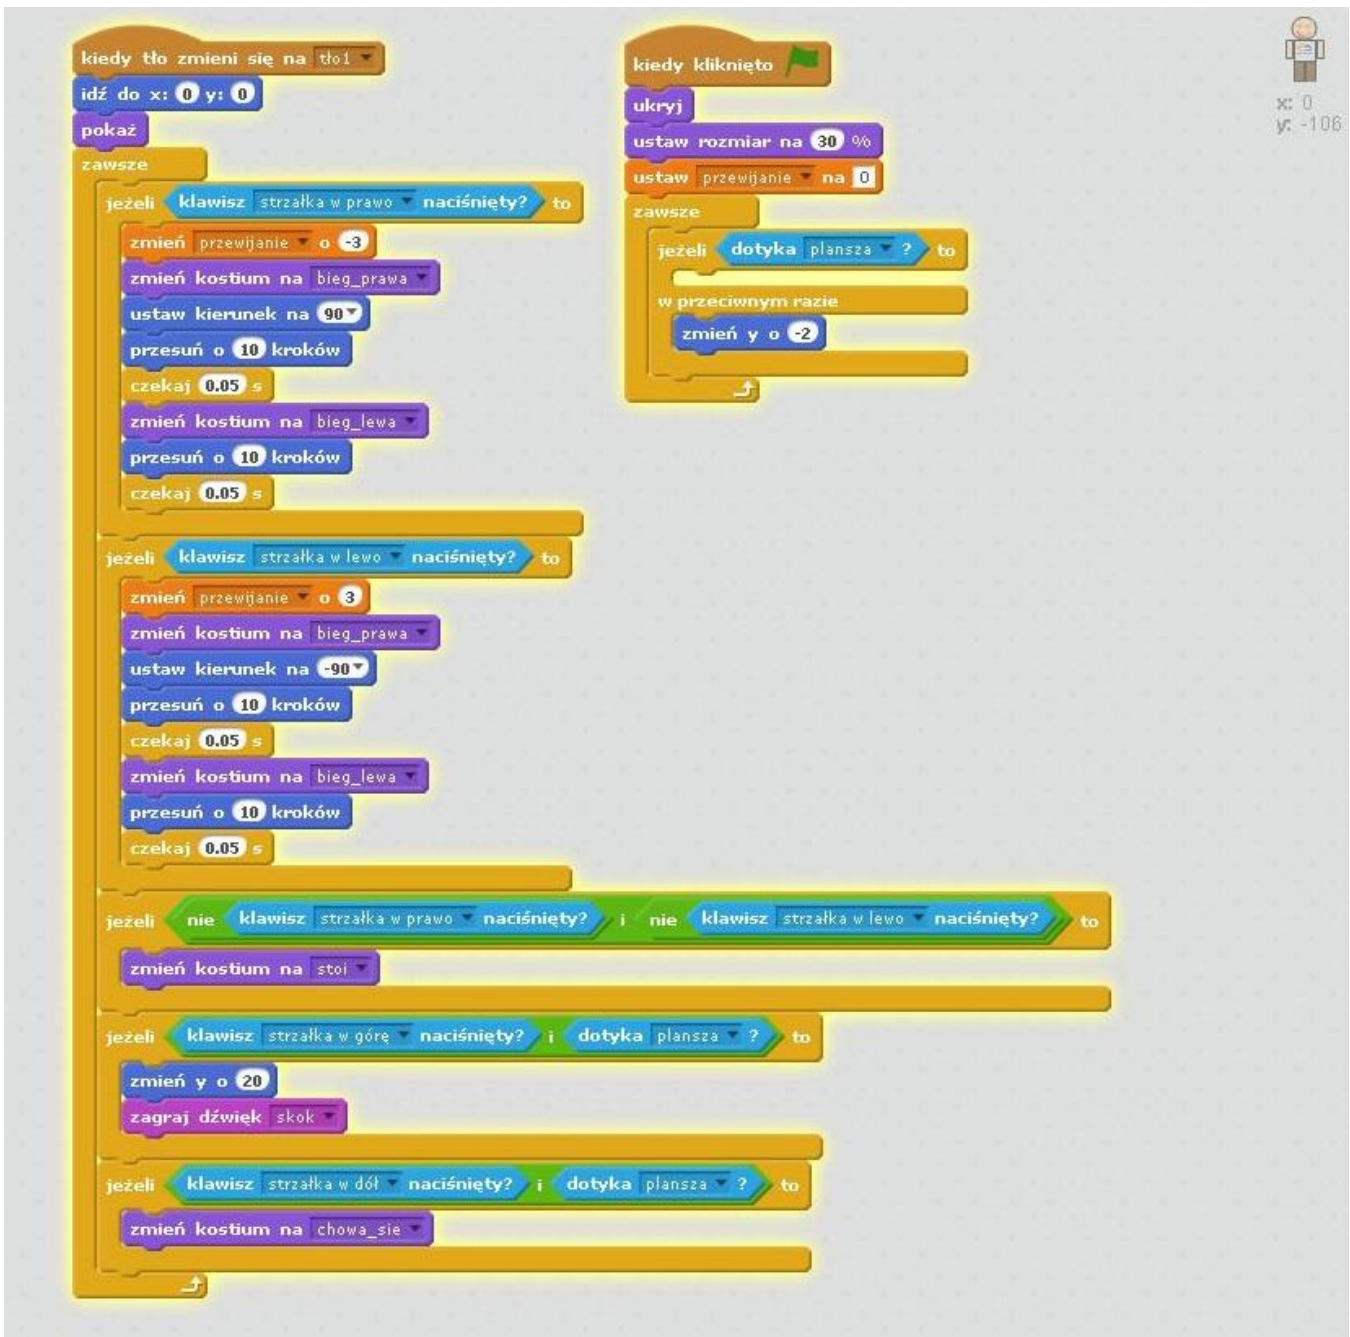 kiedy tło zmieni się na tło1
idź do x: 0 y: 0
pokaż
zawsze
jeżeli klawisz strzałka w prawo naciśnięty? to
zmień przewijanie o -3
zmień kostium na bieg_prawa
ustaw kierunek na 90
przesuń o 10 kroków
czekaj 0.05 s
zmień kostium na bieg_lewa
przesuń o 10 kroków
czekaj 0.05 s
jeżeli klawisz strzałka w lewo naciśnięty? to
zmień przewijanie o 3
zmień kostium na bieg_prawa
ustaw kierunek na -90
przesuń o 10 kroków
czekaj 0.05 s
zmień kostium na bieg_lewa
przesuń o 10 kroków
czekaj 0.05 s
jeżeli nie klawisz strzałka w prawo naciśnięty? i nie klawisz strzałka w lewo naciśnięty? to
zmień kostium na stoi
jeżeli klawisz strzałka w górę naciśnięty? i dotyka plansza ? to
zmień y o 20
zagraj dźwięk skok
jeżeli klawisz strzałka w dół naciśnięty? i dotyka plansza ? to
zmień kostium na chowa_sie
kiedy kliknięto
ukryj
ustaw rozmiar na 30 %
ustaw przewijanie na 0
zawsze
jeżeli dotyka plansza ? to
w przeciwnym razie
zmień y o -2
x: 0
y: -106